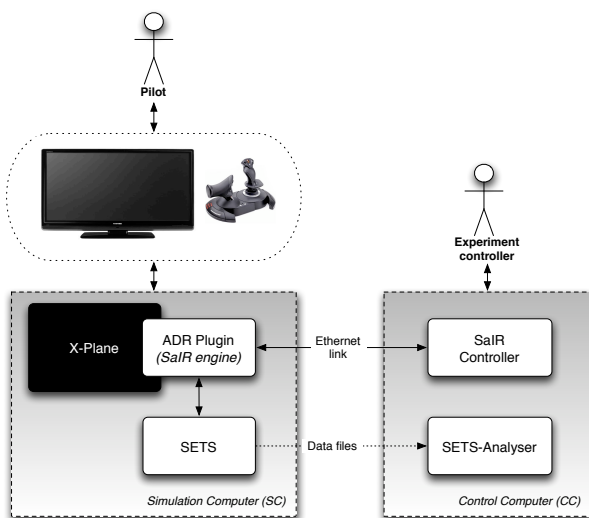 Pilot
Experiment
controller
X-Plane
ADR Plugin
(SaIR engine)
Ethernet
link
SaIR
Controller
SETS
Data files
SETS-Analyser
Simulation Computer (SC)
Control Computer (CC)